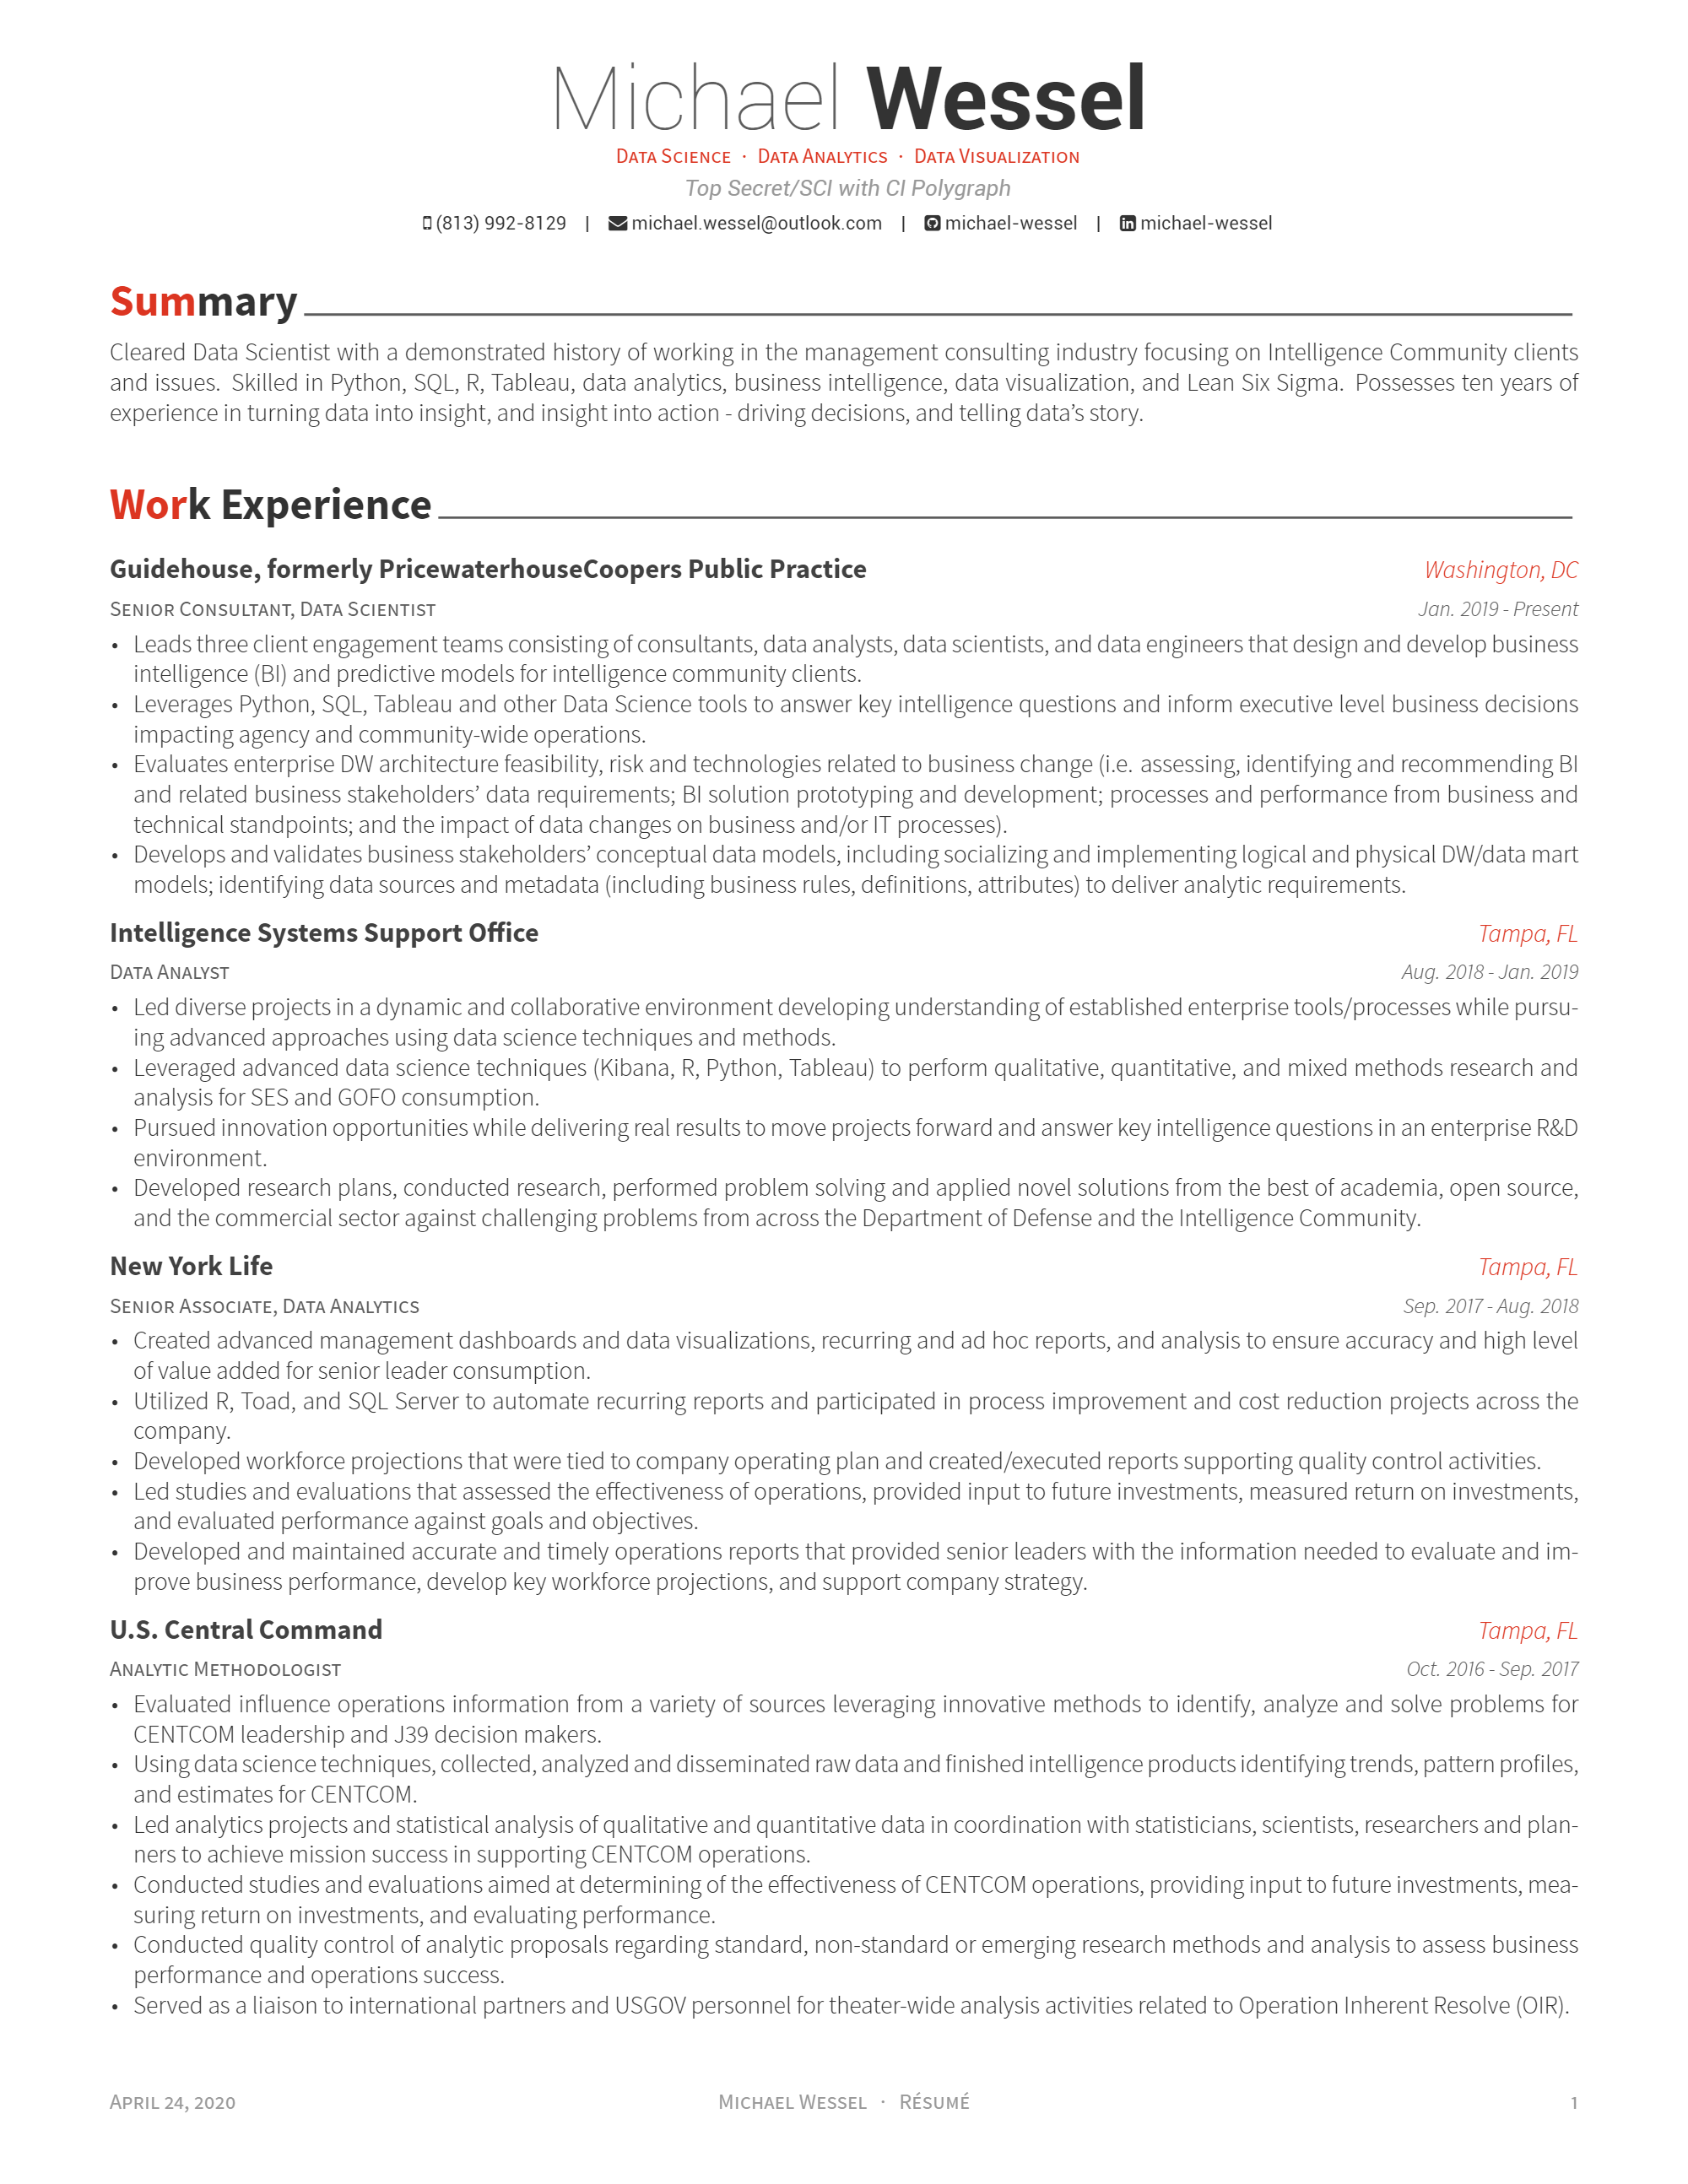 Michael Wessel
Data Science · Data Analytics · Data Visualization
Top Secret/SCI with CI Polygraph
(813) 992-8129 | michael.wessel@outlook.com | michael-wessel | michael-wessel
Summary
Cleared Data Scientist with a demonstrated history of working in the management consulting industry focusing on Intelligence Community clients
and issues. Skilled in Python, SQL, R, Tableau, data analytics, business intelligence, data visualization, and Lean Six Sigma. Possesses ten years of
experience in turning data into insight, and insight into action - driving decisions, and telling data’s story.
Work Experience
Guidehouse, formerly PricewaterhouseCoopers Public Practice Washington, DC
Senior Consultant, Data Scientist Jan. 2019 - Present
• Leads three client engagement teams consisting of consultants, data analysts, data scientists, and data engineers that design and develop business
intelligence (BI) and predictive models for intelligence community clients.
• Leverages Python, SQL, Tableau and other Data Science tools to answer key intelligence questions and inform executive level business decisions
impacting agency and community-wide operations.
• Evaluates enterprise DW architecture feasibility, risk and technologies related to business change (i.e. assessing, identifying and recommending BI
and related business stakeholders’ data requirements; BI solution prototyping and development; processes and performance from business and
technical standpoints; and the impact of data changes on business and/or IT processes).
• Develops and validates business stakeholders’ conceptual data models, including socializing and implementing logical and physical DW/data mart
models; identifying data sources and metadata (including business rules, definitions, attributes) to deliver analytic requirements.
Intelligence Systems Support Office Tampa, FL
Data Analyst Aug. 2018 - Jan. 2019
• Led diverse projects in a dynamic and collaborative environment developing understanding of established enterprise tools/processes while pursu-
ing advanced approaches using data science techniques and methods.
• Leveraged advanced data science techniques (Kibana, R, Python, Tableau) to perform qualitative, quantitative, and mixed methods research and
analysis for SES and GOFO consumption.
• Pursued innovation opportunities while delivering real results to move projects forward and answer key intelligence questions in an enterprise R&D
environment.
• Developed research plans, conducted research, performed problem solving and applied novel solutions from the best of academia, open source,
and the commercial sector against challenging problems from across the Department of Defense and the Intelligence Community.
New York Life Tampa, FL
Senior Associate, Data Analytics Sep. 2017 - Aug. 2018
• Created advanced management dashboards and data visualizations, recurring and ad hoc reports, and analysis to ensure accuracy and high level
of value added for senior leader consumption.
• Utilized R, Toad, and SQL Server to automate recurring reports and participated in process improvement and cost reduction projects across the
company.
• Developed workforce projections that were tied to company operating plan and created/executed reports supporting quality control activities.
• Led studies and evaluations that assessed the effectiveness of operations, provided input to future investments, measured return on investments,
and evaluated performance against goals and objectives.
• Developed and maintained accurate and timely operations reports that provided senior leaders with the information needed to evaluate and im-
prove business performance, develop key workforce projections, and support company strategy.
U.S. Central Command Tampa, FL
Analytic Methodologist Oct. 2016 - Sep. 2017
• Evaluated influence operations information from a variety of sources leveraging innovative methods to identify, analyze and solve problems for
CENTCOM leadership and J39 decision makers.
• Using data science techniques, collected, analyzed and disseminated raw data and finished intelligence products identifying trends, pattern profiles,
and estimates for CENTCOM.
• Led analytics projects and statistical analysis of qualitative and quantitative data in coordination with statisticians, scientists, researchers and plan-
ners to achieve mission success in supporting CENTCOM operations.
• Conducted studies and evaluations aimed at determining of the effectiveness of CENTCOM operations, providing input to future investments, mea-
suring return on investments, and evaluating performance.
• Conducted quality control of analytic proposals regarding standard, non-standard or emerging research methods and analysis to assess business
performance and operations success.
• Served as a liaison to international partners and USGOV personnel for theater-wide analysis activities related to Operation Inherent Resolve (OIR).
April 24, 2020 Michael Wessel · Résumé 1